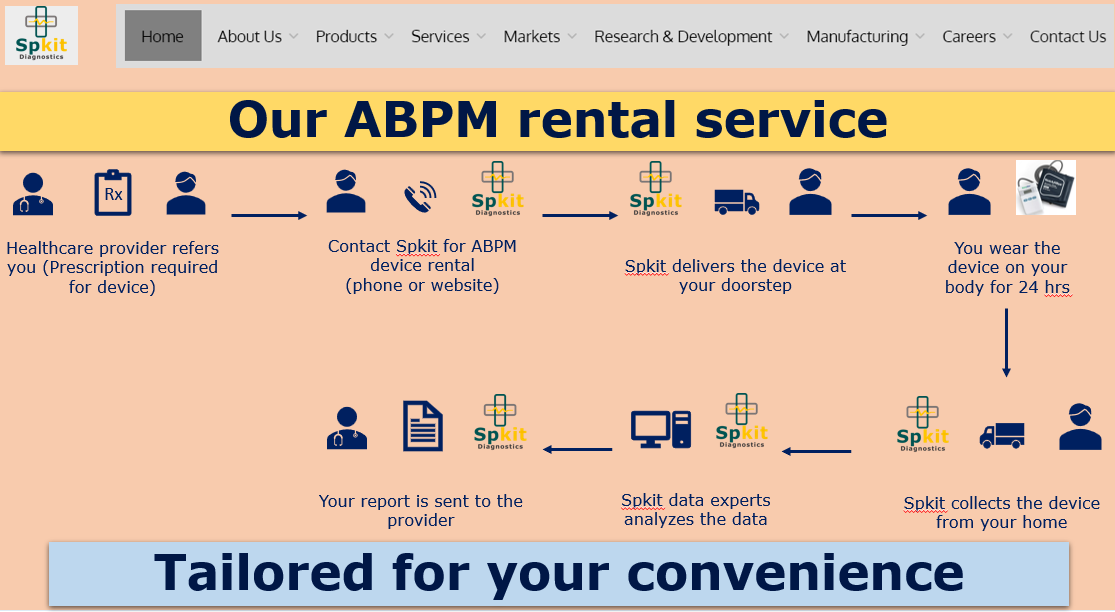 Spkit
Diagnostics
Home About Us Products Services Markets Research & Development Manufacturing Careers Contact Us
Our ABPM rental service
Rx
Healthcare provider refers
you (Prescription required
for device)
Spkit
Diagnostics
Contact Spkit for ABPM
device rental
(phone or website)
Spkit
Diagnostics
Spkit delivers the device at
your doorstep
You wear the
device on your
body for 24 hrs
Spkit
Diagnostics
Your report is sent to the
provider
Spkit
Diagnostics
Spkit data experts
analyzes the data
Spkit
Diagnostics
Spkit collects the device
from your home
Tailored for your convenience